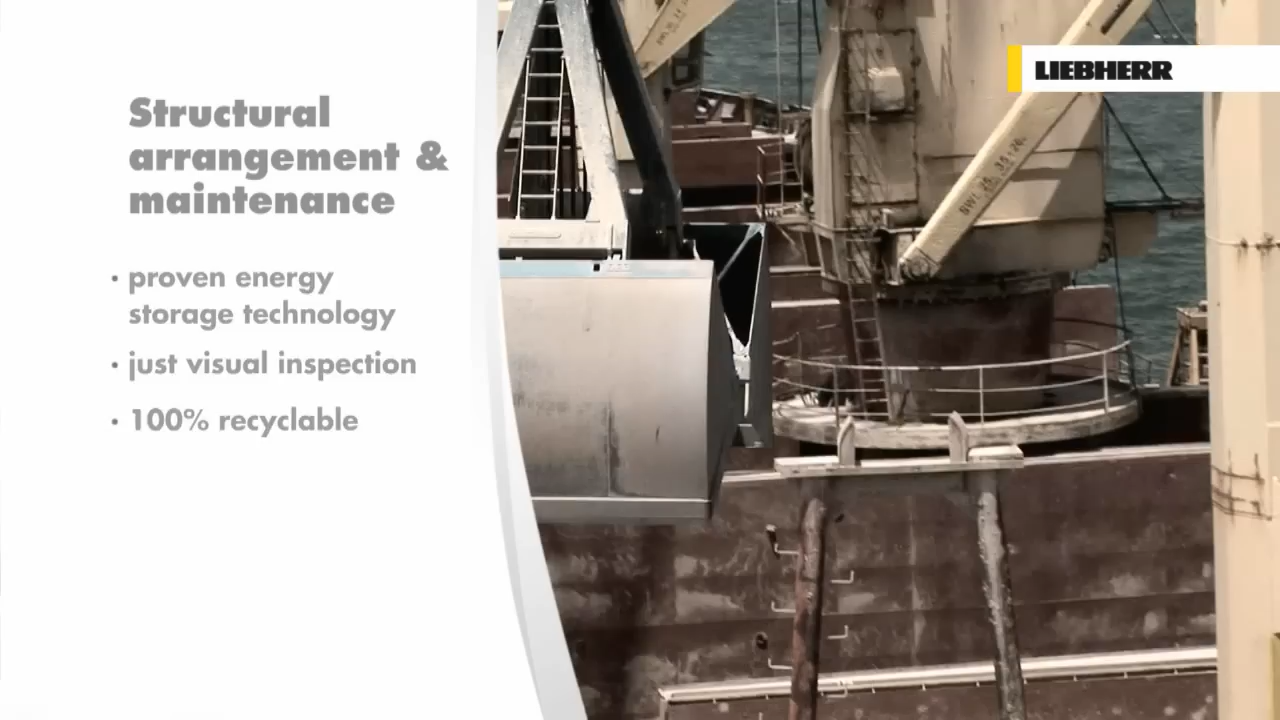 Structural
arrangement &
maintenance
· proven energy
storage technology
· just visual inspection
· 100% recyclable
LIEBHERR